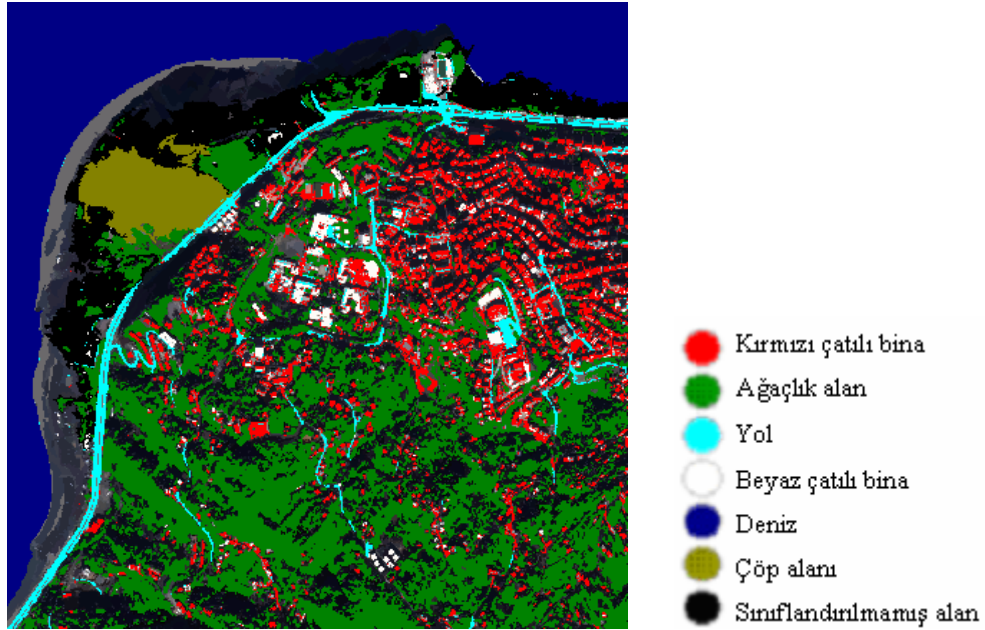 Kırmızı çatılı bina
Ağaçlık alan
Yol
Beyaz çatılı bina
Deniz
Çöp alanı
Sınıflandırılmamış alan